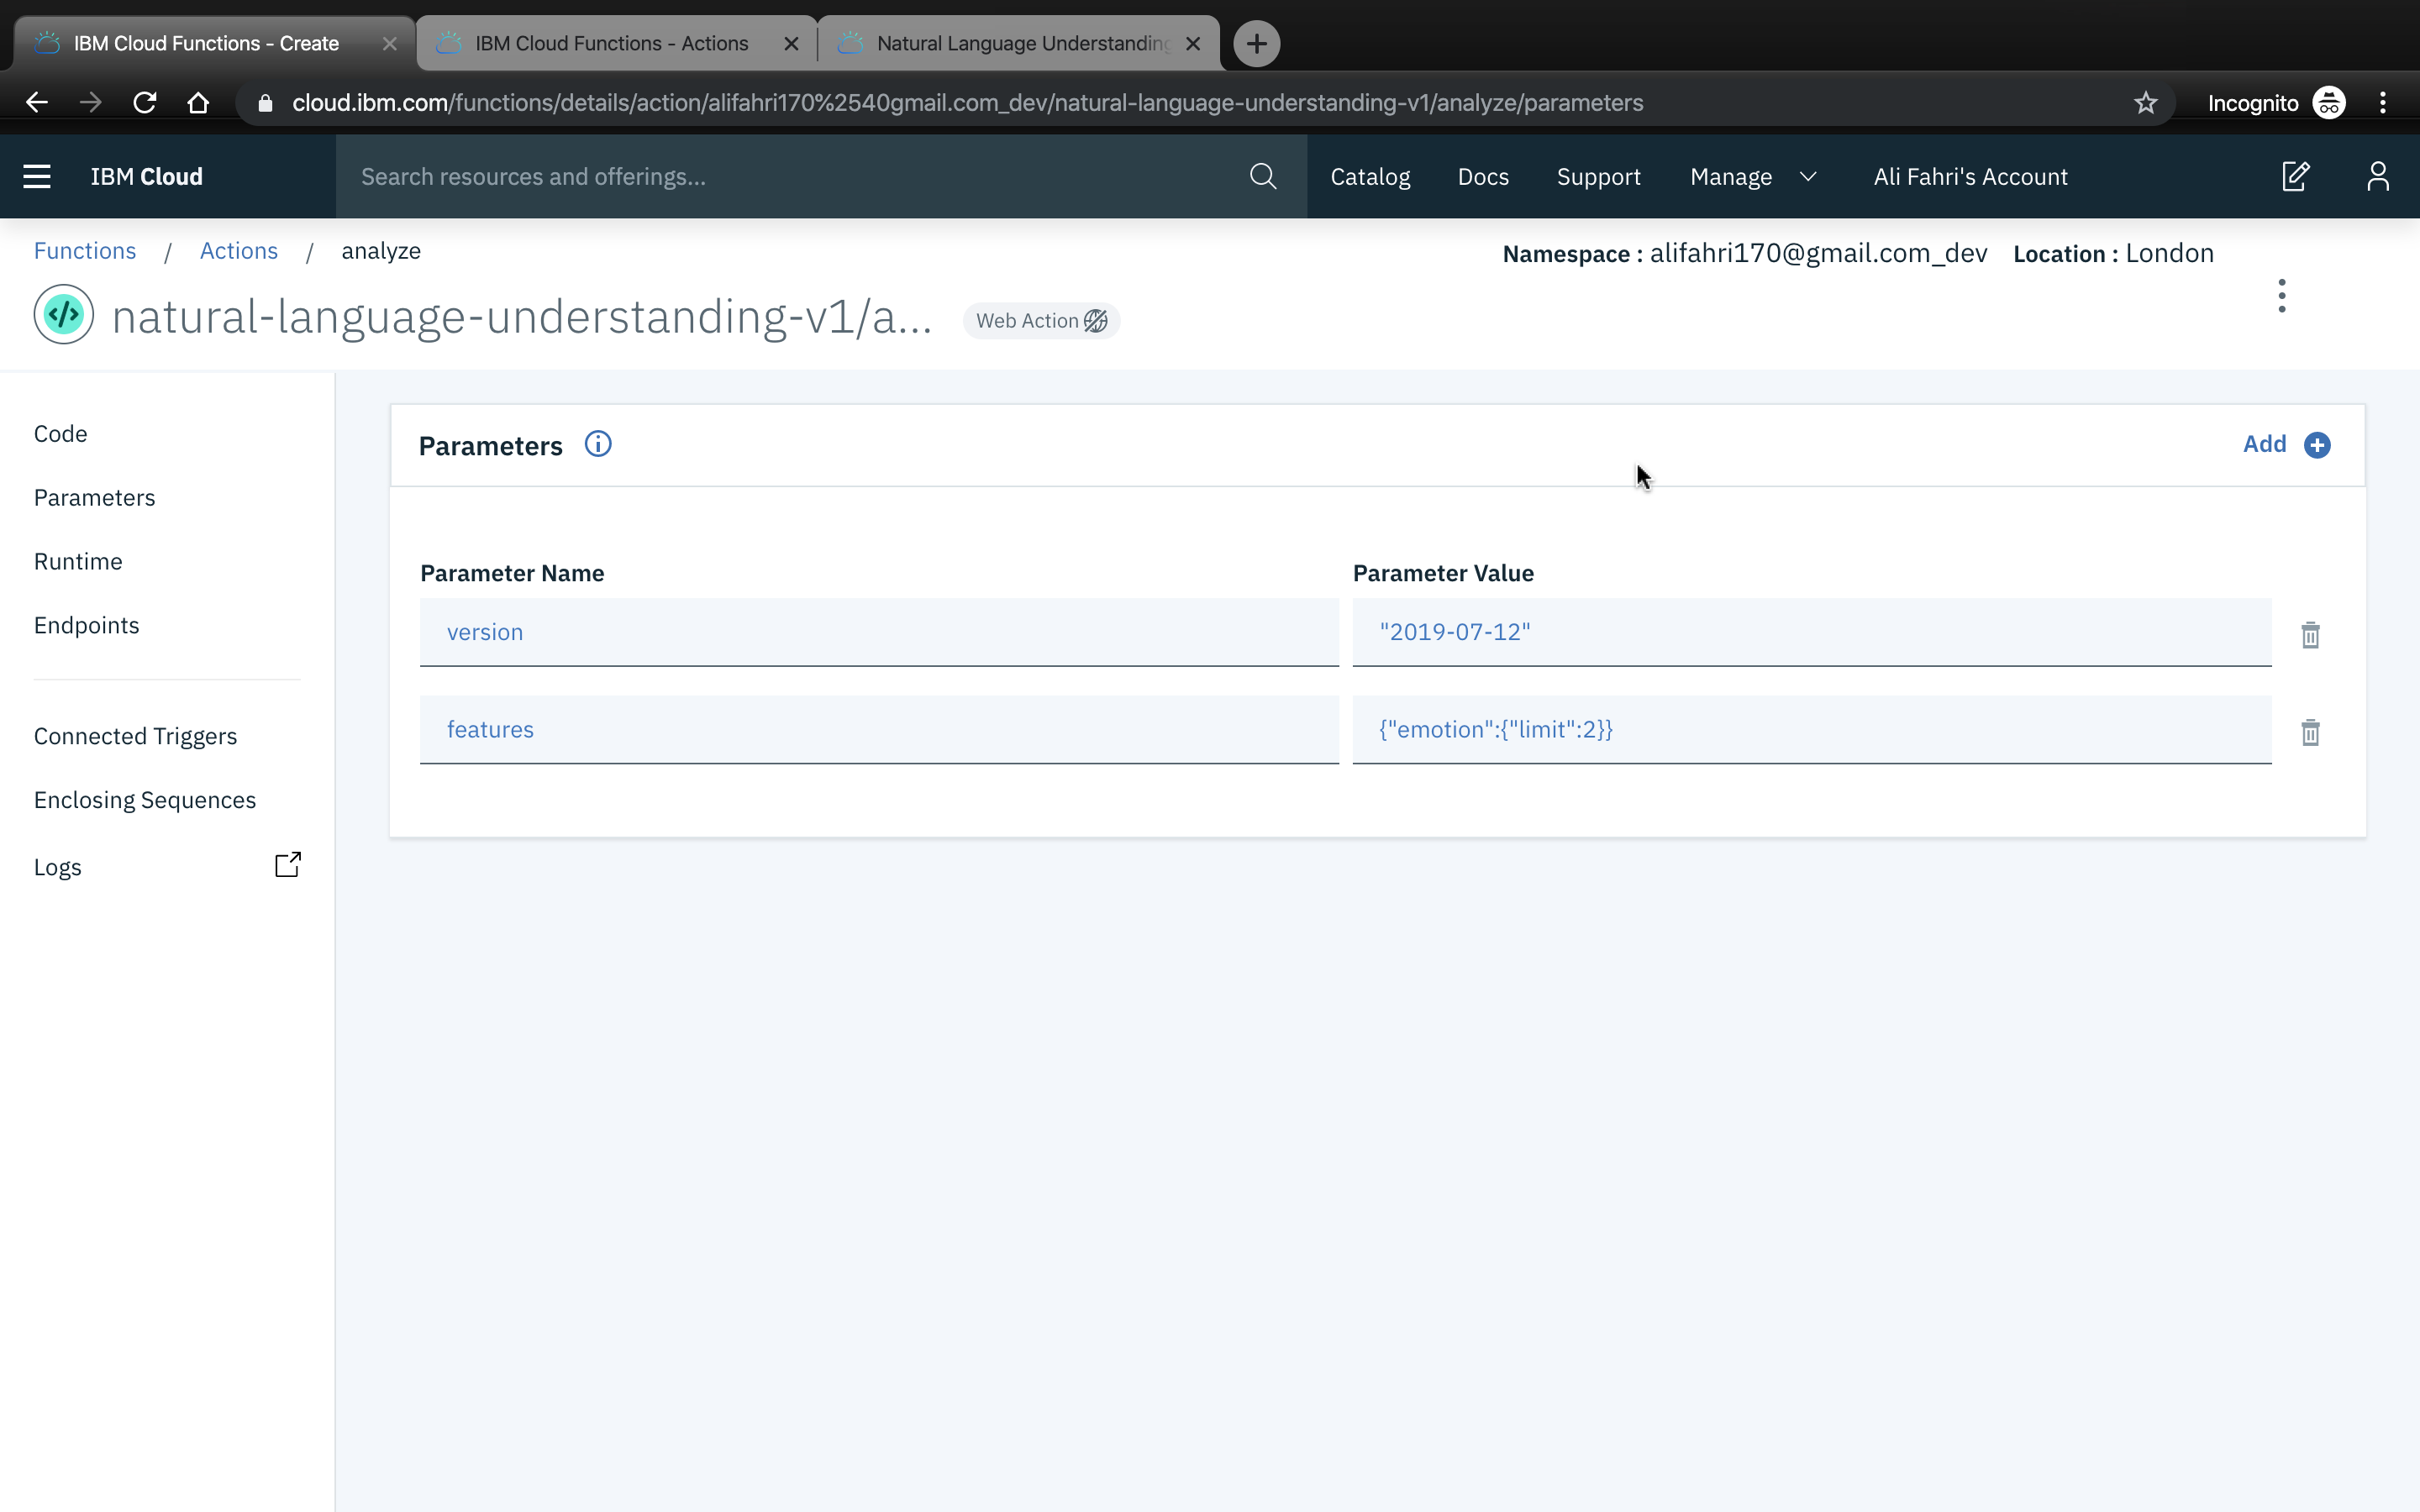 IBM Cloud Functions - Create
IBM Cloud Functions - Actions
Natural Language Understanding
cloud.ibm.com/functions/details/action/alifahri170%2540gmail.com_dev/natural-language-understanding-v1/analyze/parameters
Incognito
IBM Cloud
Search resources and offerings...
Catalog
Docs
Support
Manage
Ali Fahri's Account
Functions / Actions / analyze
Namespace : alifahri170@gmail.com_dev Location : London
natural-language-understanding-v1/a...
Web Action
Code
Parameters
Runtime
Endpoints
Connected Triggers
Enclosing Sequences
Logs
Parameters
Add
Parameter Name
Parameter Value
version
"2019-07-12"
features
{"emotion":{"limit":2}}